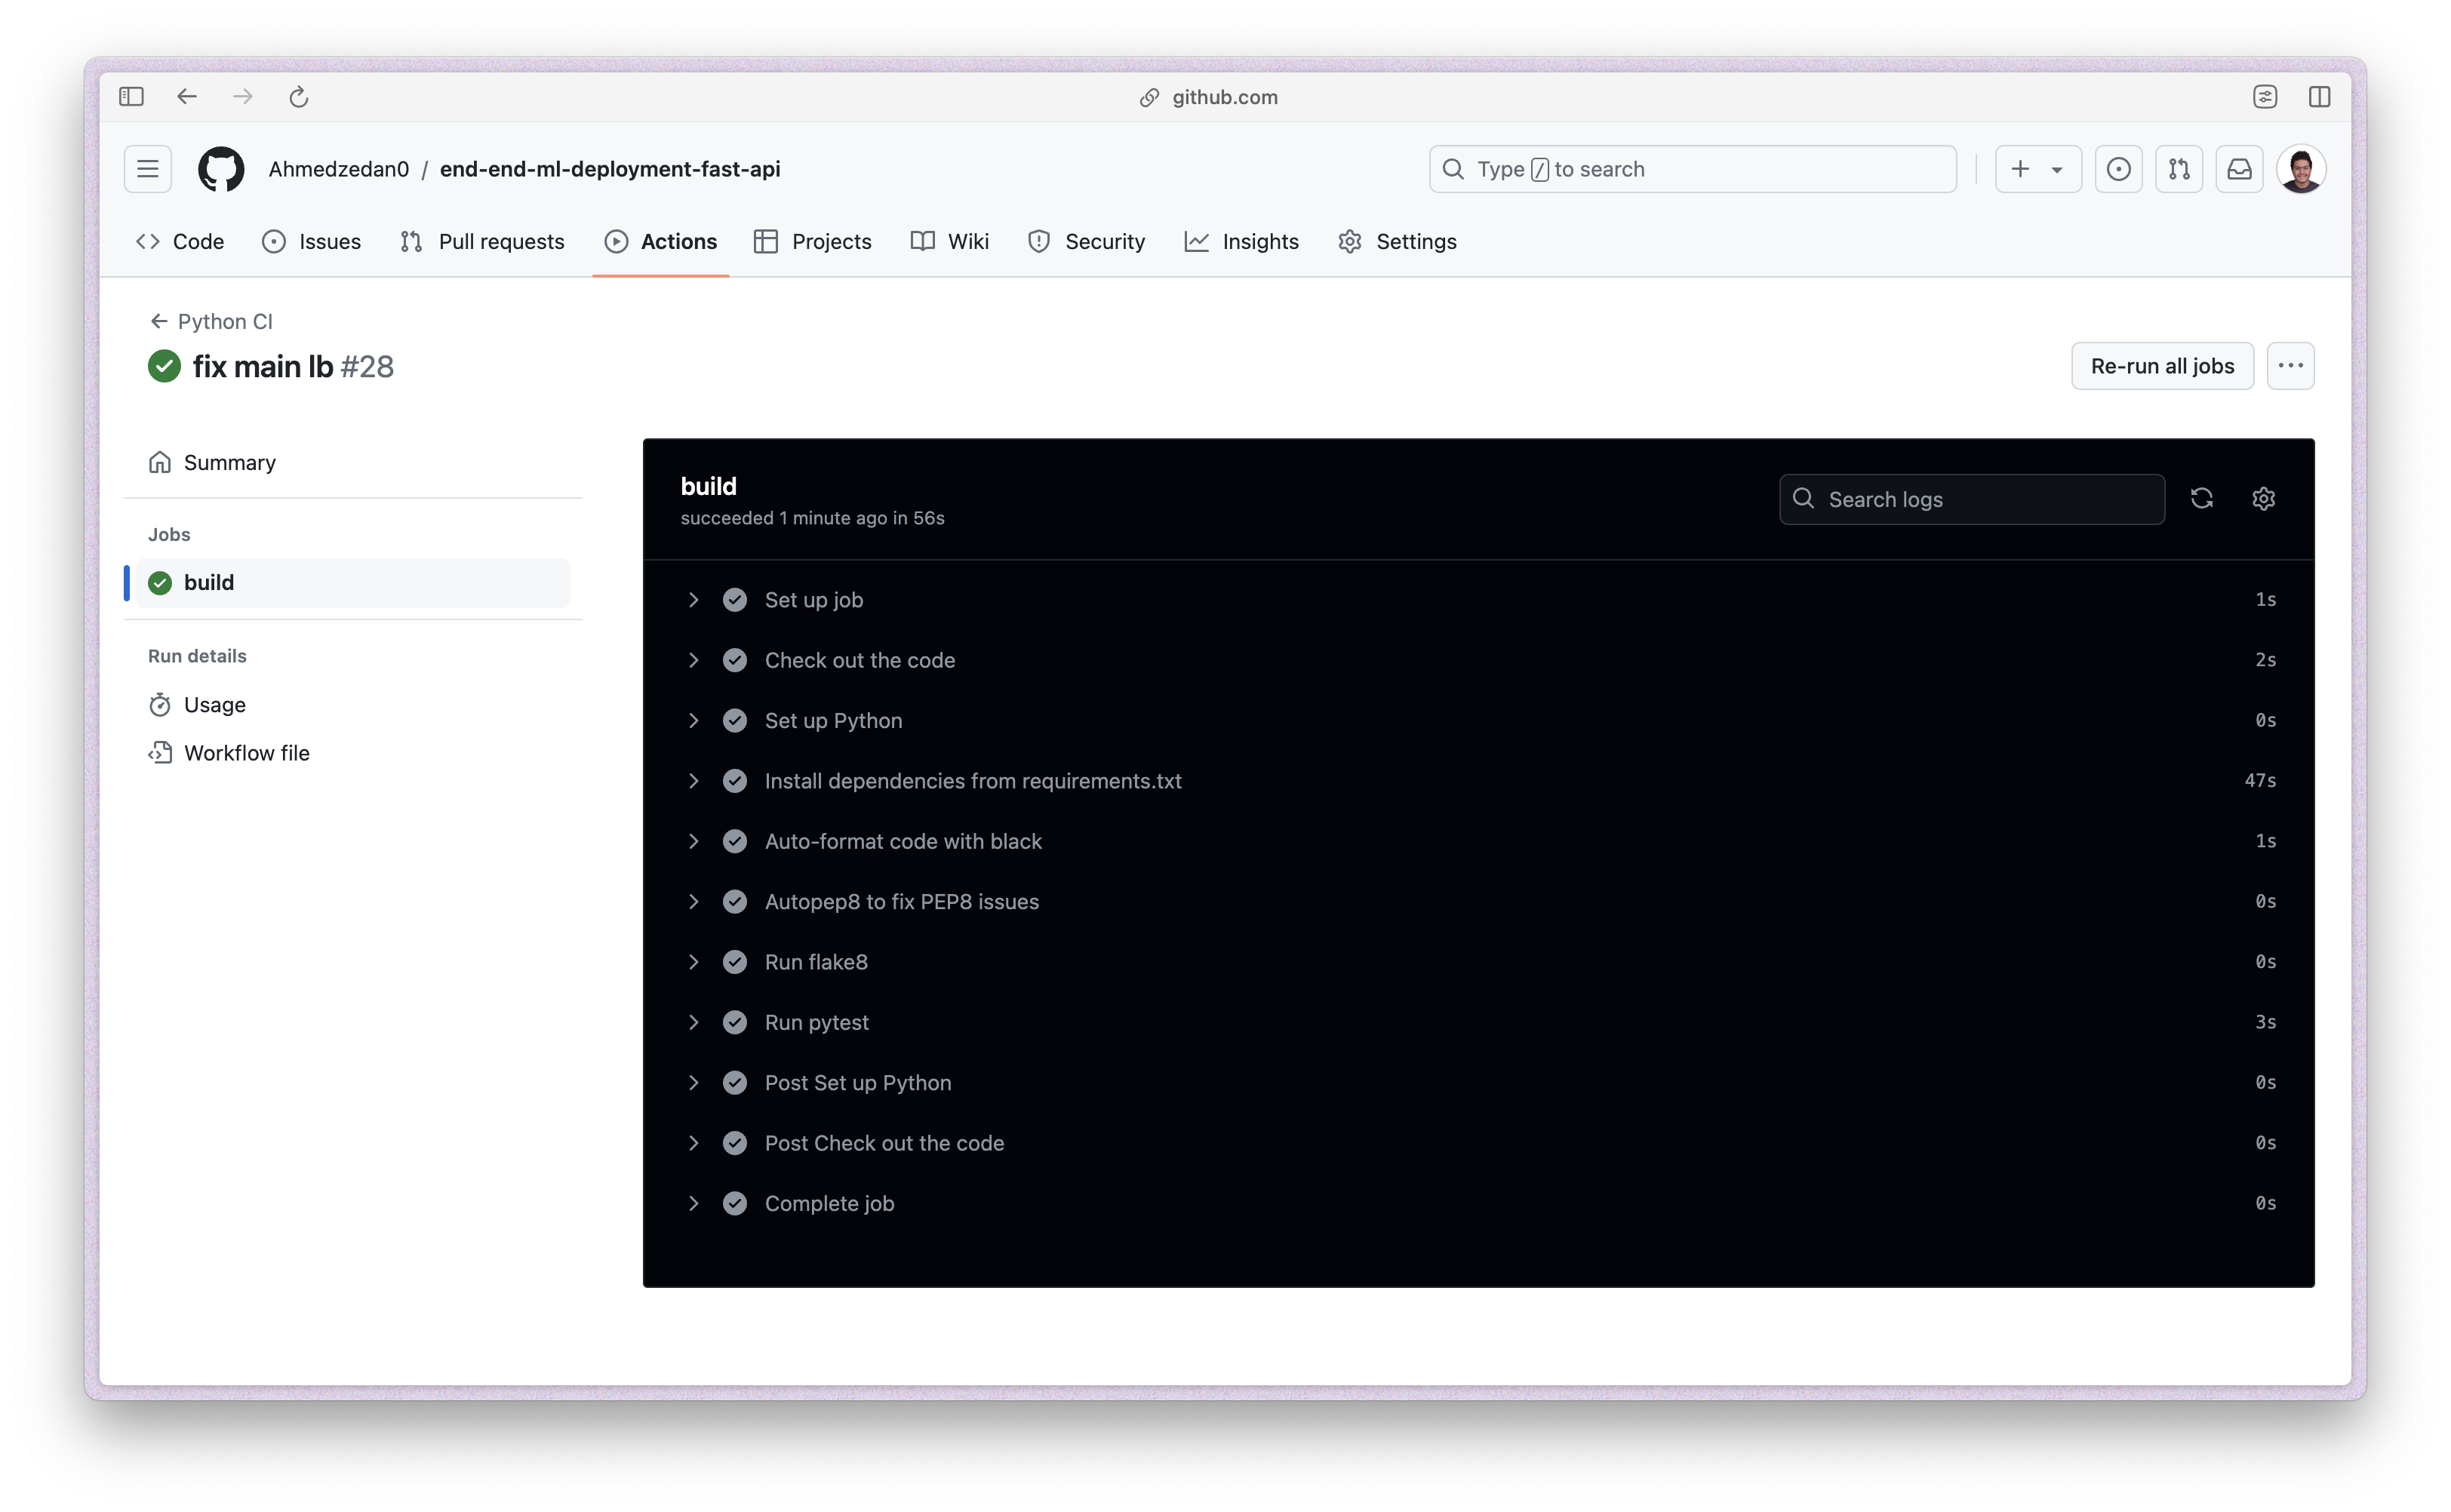 github.com
Ahmedzedan0 / end-end-ml-deployment-fast-api
Type / to search
Code Issues Pull requests Actions Projects Wiki Security Insights Settings
Python CI
fix main lb #28
Re-run all jobs
Summary
Jobs
build
Run details
Usage
Workflow file
build
succeeded 1 minute ago in 56s
Search logs
Set up job 1s
Check out the code 2s
Set up Python 0s
Install dependencies from requirements.txt 47s
Auto-format code with black 1s
Autopep8 to fix PEP8 issues 0s
Run flake8 0s
Run pytest 3s
Post Set up Python 0s
Post Check out the code 0s
Complete job 0s